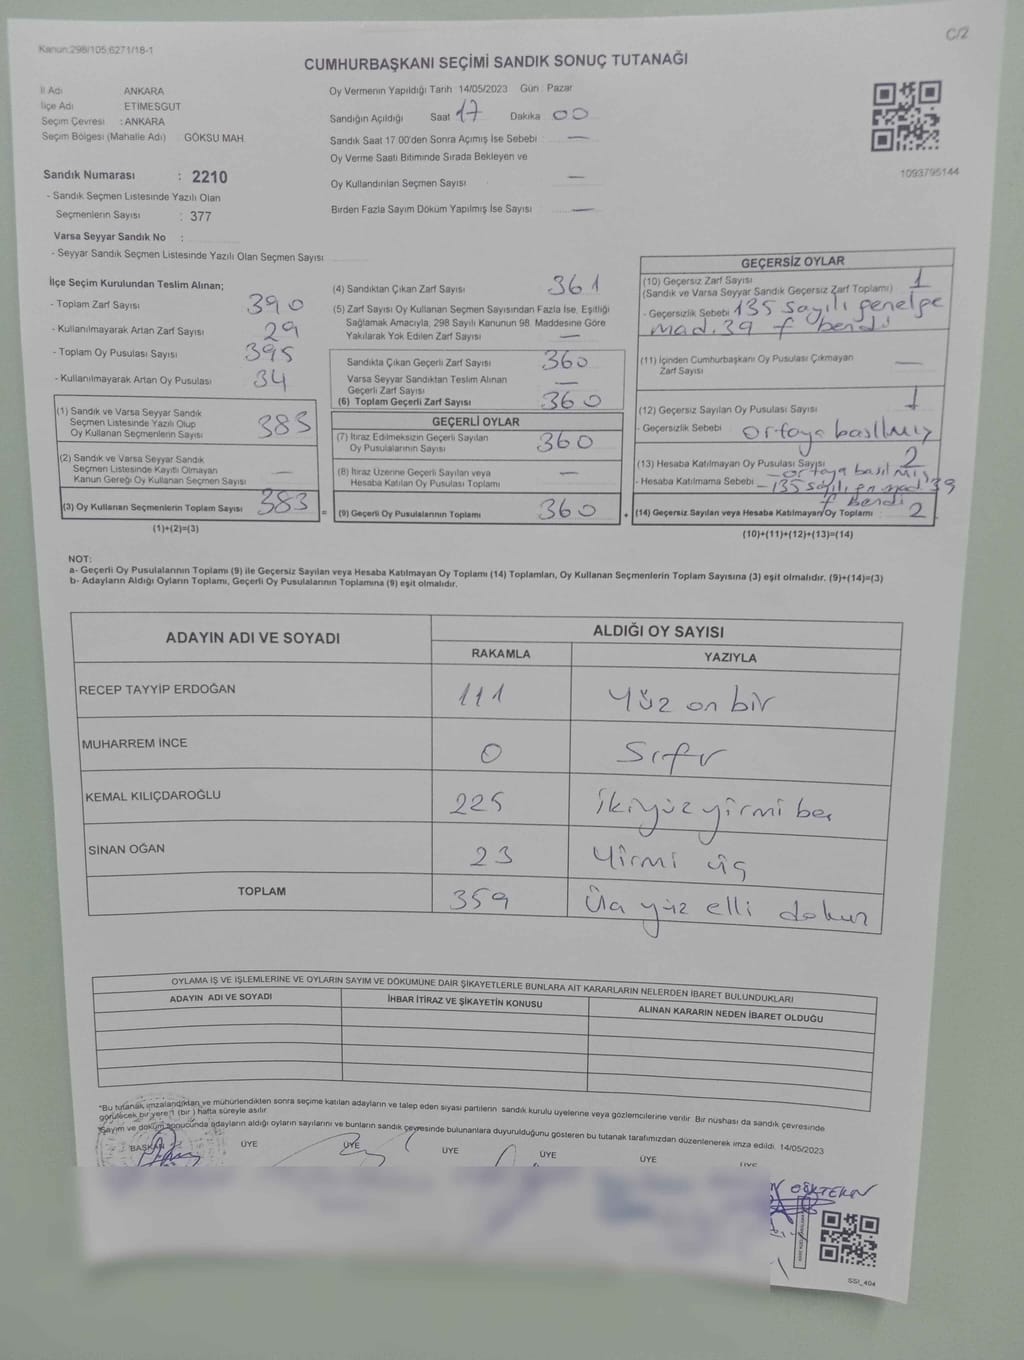 Kanun:298/105;6271/18-1
C/2
CUMHURBAŞKANI SEÇİMİ SANDIK SONUÇ TUTANAĞI
İl Adı ANKARA
İlçe Adı ETİMESGUT
Seçim Çevresi : ANKARA
Seçim Bölgesi (Mahalle Adı) GÖKSU MAH
Sandık Numarası : 2210
- Sandık Seçmen Listesinde Yazılı Olan
Seçmenlerin Sayısı : 377
Varsa Seyyar Sandık No :
- Seyyar Sandık Seçmen Listesinde Yazılı Olan Seçmen Sayısı
Oy Vermenin Yapıldığı Tarih 14/05/2023 Gün : Pazar
Sandığın Açıldığı Saat 17 Dakika 00
Sandık Saat 17 00'den Sonra Açımış İse Sebebi —
Oy Verme Saati Bitiminde Sırada Bekleyen ve
Oy Kullandırılan Seçmen Sayısı —
Birden Fazla Sayım Döküm Yapılmış İse Sayısı —
1093795144
İlçe Seçim Kurulundan Teslim Alınan;
- Toplam Zarf Sayısı 390
- Kullanılmayarak Artan Zarf Sayısı 29
- Toplam Oy Pusulası Sayısı 395
- Kullanılmayarak Artan Oy Pusulası 34
(1) Sandık ve Varsa Seyyar Sandık
Seçmen Listesinde Yazılı Olup
Oy Kullanan Seçmenlerin Sayısı 383
(2) Sandık ve Varsa Seyyar Sandık
Seçmen Listesinde Kayıtlı Olmayan
Kanun Gereği Oy Kullanan Seçmen Sayısı —
(3) Oy Kullanan Seçmenlerin Toplam Sayısı 383 =
(1)+(2)=(3)
(4) Sandıktan Çıkan Zarf Sayısı 361
(5) Zarf Sayısı Oy Kullanan Seçmen Sayısından Fazla İse, Eşitliği
Sağlamak Amacıyla, 298 Sayılı Kanunun 98. Maddesine Göre
Yakılarak Yok Edilen Zarf Sayısı —
Sandıkta Çıkan Geçerli Zarf Sayısı 360
Varsa Seyyar Sandıktan Teslim Alınan
Geçerli Zarf Sayısı —
(6) Toplam Geçerli Zarf Sayısı 360
GEÇERLİ OYLAR
(7) İtiraz Edilmeksizin Geçerli Sayılan
Oy Pusulalarının Sayısı 360
(8) İtiraz Üzerine Geçerli Sayılan veya
Hesaba Katılan Oy Pusulası Toplamı —
(9) Geçerli Oy Pusulalarının Toplamı 360 +
GEÇERSİZ OYLAR
(10) Geçersiz Zarf Sayısı 1
(Sandık ve Varsa Seyyar Sandık Geçersiz Zarf Toplamı)
- Geçersizlik Sebebi 135 sayılı genelge
mad. 39 f bendi
(11) İçinden Cumhurbaşkanı Oy Pusulası Çıkmayan
Zarf Sayısı —
(12) Geçersiz Sayılan Oy Pusulası Sayısı 1
- Geçersizlik Sebebi ortaya basılmış
(13) Hesaba Katılmayan Oy Pusulası Sayısı 2
- ortaya basılmış
- Hesaba Katılmama Sebebi - 135 sayılı mad 39
f bendi
(14) Geçersiz Sayılan veya Hesaba Katılmayan Oy Toplamı 2
(10)+(11)+(12)+(13)=(14)
NOT:
a- Geçerli Oy Pusulalarının Toplamı (9) ile Geçersiz Sayılan veya Hesaba Katılmayan Oy Toplamı (14) Toplamları, Oy Kullanan Seçmenlerin Toplam Sayısına (3) eşit olmalıdır. (9)+(14)=(3)
b- Adayların Aldığı Oyların Toplamı, Geçerli Oy Pusulalarının Toplamına (9) eşit olmalıdır.
ADAYIN ADI VE SOYADI ALDIĞI OY SAYISI
RAKAMLA YAZIYLA
RECEP TAYYİP ERDOĞAN 111 Yüz on bir
MUHARREM İNCE 0 Sıfır
KEMAL KILIÇDAROĞLU 225 İkiyüzyirmi beş
SİNAN OĞAN 23 Yirmi üç
TOPLAM 359 Üç yüz elli dokuz
OYLAMA İŞ VE İŞLEMLERİNE VE OYLARIN SAYIM VE DÖKÜMÜNE DAİR ŞİKAYETLERLE BUNLARA AİT KARARLARIN NELERDEN İBARET BULUNDUKLARI
ADAYIN ADI VE SOYADI İHBAR İTİRAZ VE ŞİKAYETİN KONUSU ALINAN KARARIN NEDEN İBARET OLDUĞU
"Bu tutanak imzalandıktan ve mühürlendikten sonra seçime katılan adayların ve talep eden siyasi partilerin sandık kurulu üyelerine veya gözlemcilerine verilir Bir nüshası da sandık çevresinde
görülecek bir yere 1 (bir) hafta süreyle asılır
Sayım ve döküm sonucunda adayların aldığı oyların sayılarını ve bunların sandık çevresinde bulunanlara duyurulduğunu gösteren bu tutanak tarafımızdan düzenlenerek imza edildi. 14/05/2023
BAŞKAN ÜYE ÜYE ÜYE ÜYE ÜYE ÜYE
GÖKTEKİN
SSI_404